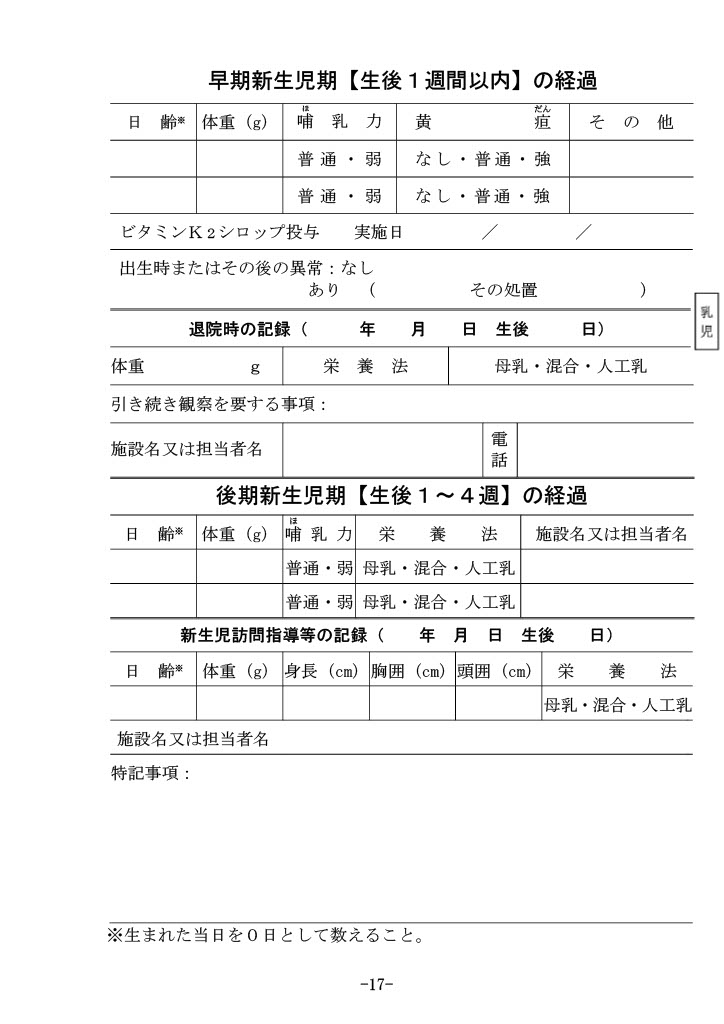 早期新生児期【生後１週間以内】の経過
日　齢※　体重（g）　哺（ほ）　乳　力　黄　疸（だん）　そ　の　他
普通・弱　なし・普通・強
普通・弱　なし・普通・強
ビタミンＫ２シロップ投与　実施日　／　／
出生時またはその後の異常：なし
あり　（　その処置　）
乳児
退院時の記録（　年　月　日　生後　日）
体重　g　栄　養　法　母乳・混合・人工乳
引き続き観察を要する事項：
施設名又は担当者名　電話
後期新生児期【生後１～４週】の経過
日　齢※　体重（g）　哺（ほ）乳力　栄　養　法　施設名又は担当者名
普通・弱　母乳・混合・人工乳
普通・弱　母乳・混合・人工乳
新生児訪問指導等の記録（　年　月　日　生後　日）
日　齢※　体重（g）　身長（cm）　胸囲（cm）　頭囲（cm）　栄　養　法
母乳・混合・人工乳
施設名又は担当者名
特記事項：
※生まれた当日を０日として数えること。
-17-